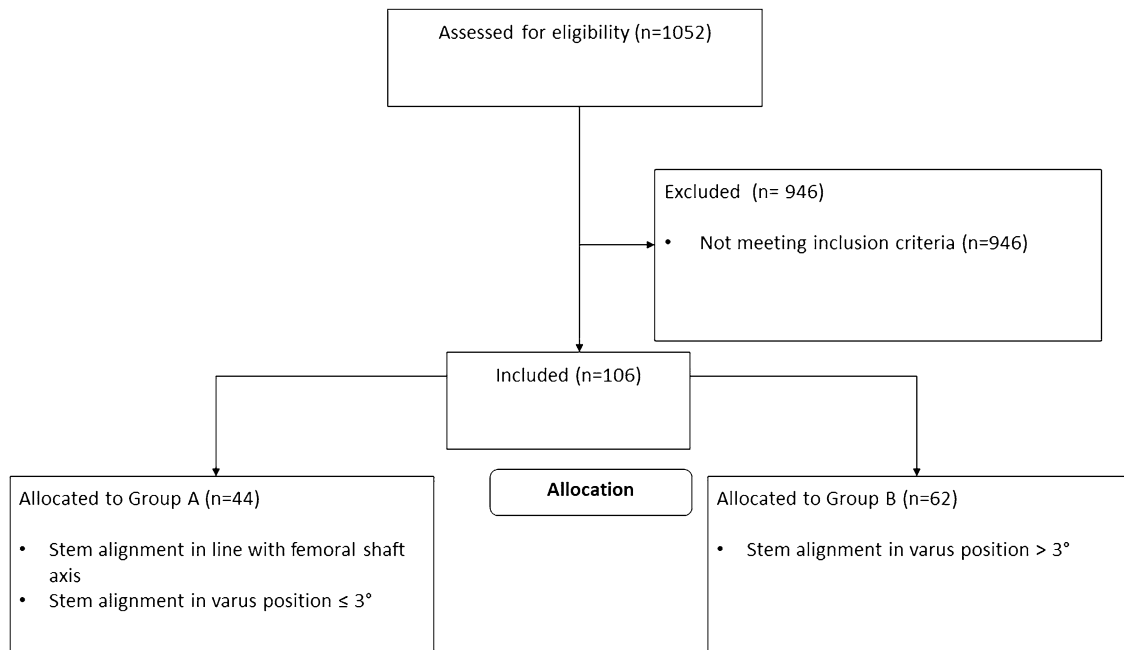 Assessed for eligibility (n=1052)
Excluded (n= 946)
• Not meeting inclusion criteria (n=946)
Included (n=106)
Allocation
Allocated to Group A (n=44)
• Stem alignment in line with femoral shaft
axis
• Stem alignment in varus position ≤ 3°
Allocated to Group B (n=62)
• Stem alignment in varus position > 3°